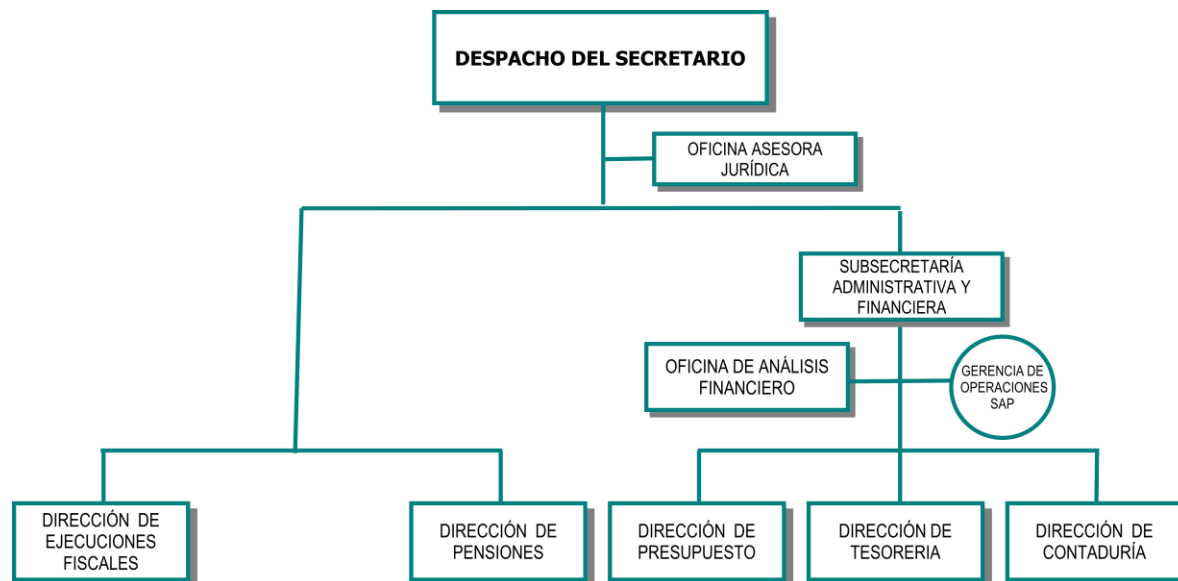 DESPACHO DEL SECRETARIO
OFICINA ASESORA
JURÍDICA
SUBSECRETARÍA
ADMINISTRATIVA Y
FINANCIERA
OFICINA DE ANÁLISIS
FINANCIERO
GERENCIA DE
OPERACIONES
SAP
DIRECCIÓN DE
EJECUCIONES
FISCALES
DIRECCIÓN DE
PENSIONES
DIRECCIÓN DE
PRESUPUESTO
DIRECCIÓN DE
TESORERIA
DIRECCIÓN DE
CONTADURÍA